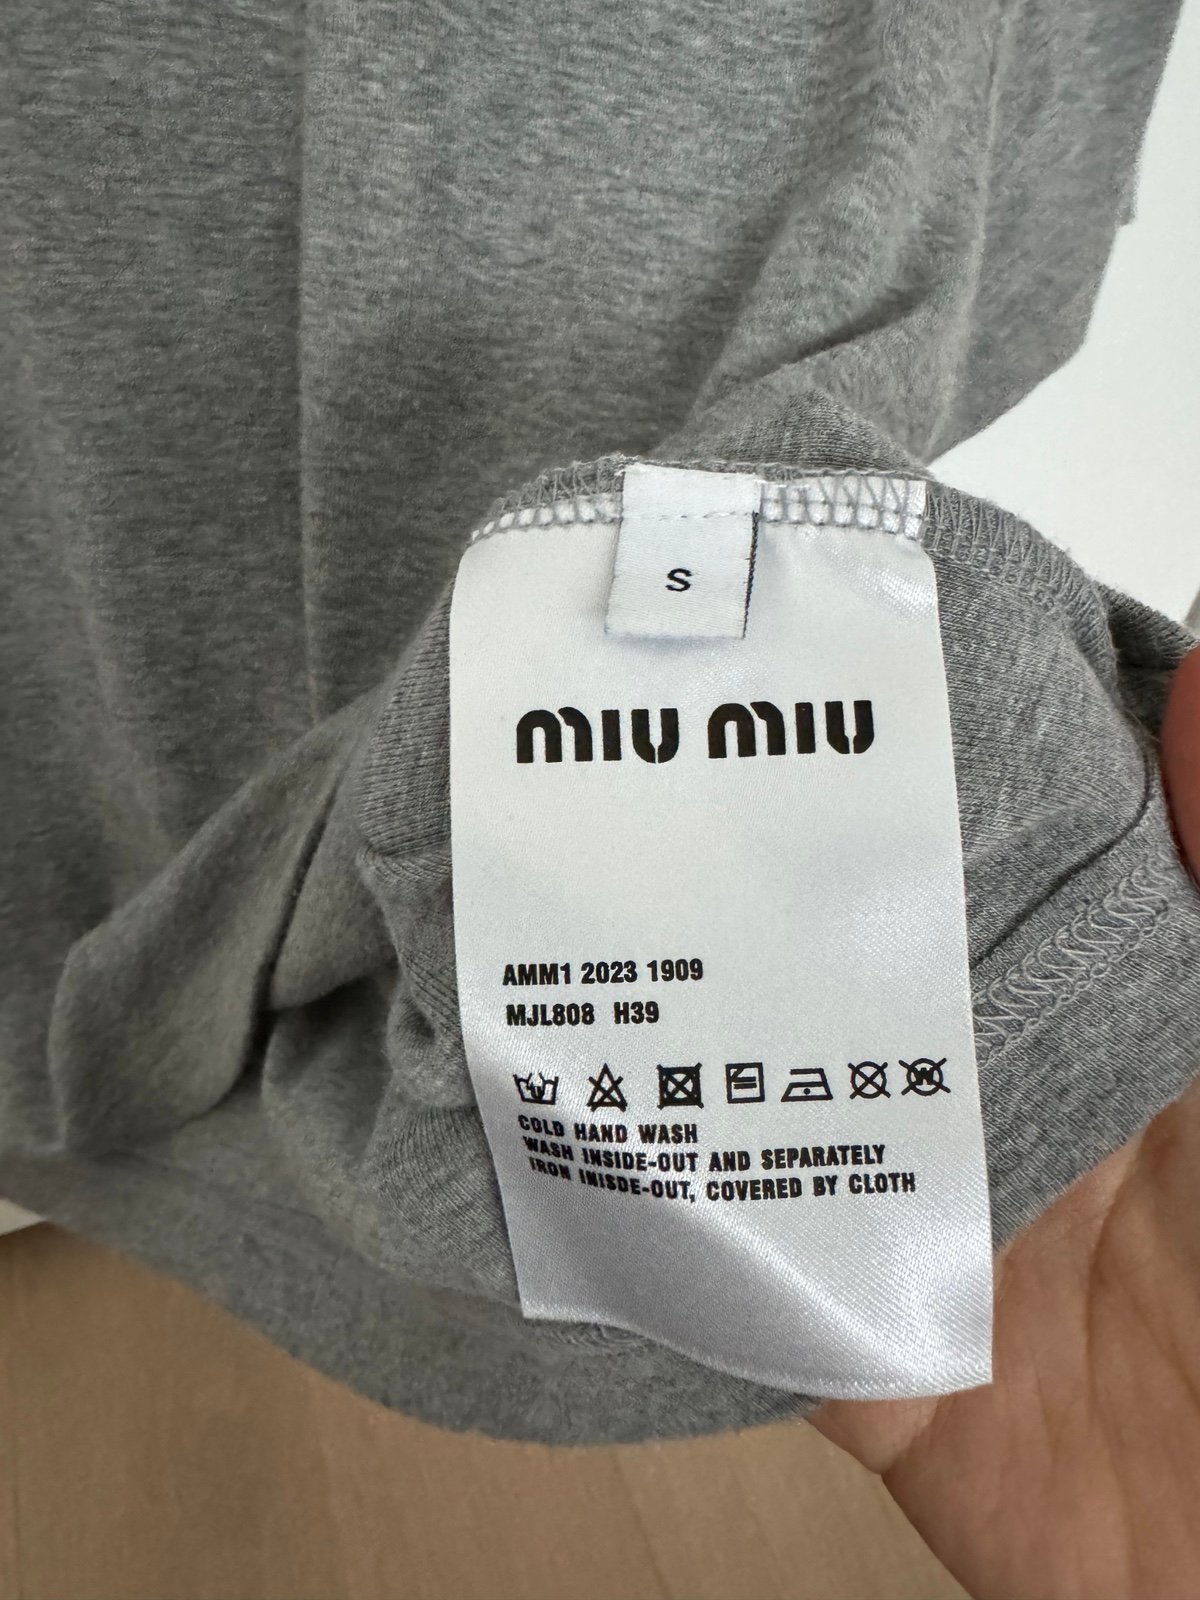 S
MIU MIU
AMM1 2023 1909
MJL808 H39
W
COLD HAND WASH
WASH INSIDE-OUT AND SEPARATELY
IRON INISDE-OUT, COVERED BY CLOTH